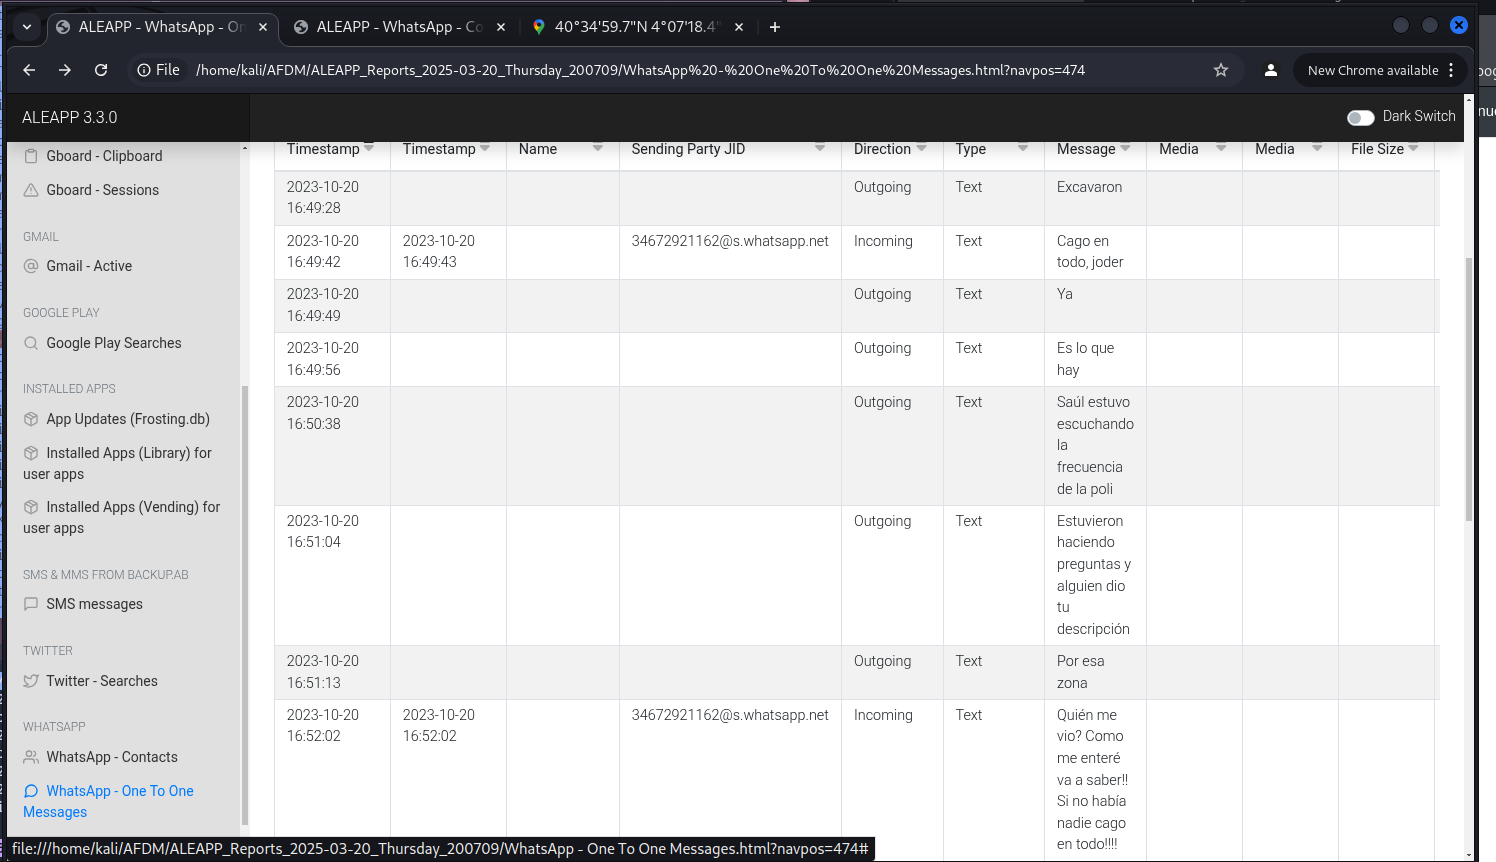 ALEAPP - WhatsApp - On
ALEAPP - WhatsApp - Co
40°34'59.7"N 4°07'18.4"
File
/home/kali/AFDM/ALEAPP_Reports_2025-03-20_Thursday_200709/WhatsApp%20-%20One%20To%20One%20Messages.html?navpos=474
New Chrome available
ALEAPP 3.3.0
Dark Switch
Gboard - Clipboard
Gboard - Sessions
GMAIL
Gmail - Active
GOOGLE PLAY
Google Play Searches
INSTALLED APPS
App Updates (Frosting.db)
Installed Apps (Library) for
user apps
Installed Apps (Vending) for
user apps
SMS & MMS FROM BACKUP.AB
SMS messages
TWITTER
Twitter - Searches
WHATSAPP
WhatsApp - Contacts
WhatsApp - One To One
Messages
Timestamp Timestamp Name Sending Party JID Direction Type Message Media Media File Size
2023-10-20 Outgoing Text Excavaron
16:49:28
2023-10-20 2023-10-20 34672921162@s.whatsapp.net Incoming Text Cago en
16:49:42 16:49:43 todo, joder
2023-10-20 Outgoing Text Ya
16:49:49
2023-10-20 Outgoing Text Es lo que
16:49:56 hay
2023-10-20 Outgoing Text Saúl estuvo
16:50:38 escuchando
la
frecuencia
de la poli
2023-10-20 Outgoing Text Estuvieron
16:51:04 haciendo
preguntas y
alguien dio
tu
descripción
2023-10-20 Outgoing Text Por esa
16:51:13 zona
2023-10-20 2023-10-20 34672921162@s.whatsapp.net Incoming Text Quién me
16:52:02 16:52:02 vio? Como
me enteré
va a saber!!
Si no había
nadie cago
en todo!!!!
file:///home/kali/AFDM/ALEAPP_Reports_2025-03-20_Thursday_200709/WhatsApp - One To One Messages.html?navpos=474#